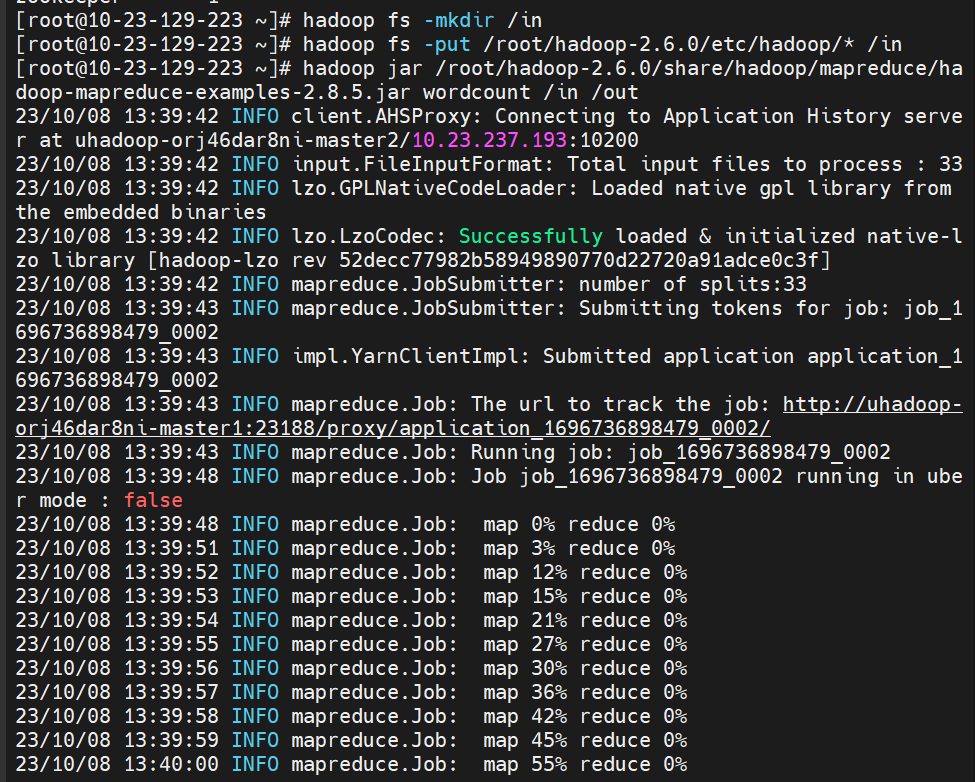 [root@10-23-129-223 ~]# hadoop fs -mkdir /in
[root@10-23-129-223 ~]# hadoop fs -put /root/hadoop-2.6.0/etc/hadoop/* /in
[root@10-23-129-223 ~]# hadoop jar /root/hadoop-2.6.0/share/hadoop/mapreduce/ha
doop-mapreduce-examples-2.8.5.jar wordcount /in /out
23/10/08 13:39:42 INFO client.AHSProxy: Connecting to Application History serve
r at uhadoop-orj46dar8ni-master2/10.23.237.193:10200
23/10/08 13:39:42 INFO input.FileInputFormat: Total input files to process : 33
23/10/08 13:39:42 INFO lzo.GPLNativeCodeLoader: Loaded native gpl library from
the embedded binaries
23/10/08 13:39:42 INFO lzo.LzoCodec: Successfully loaded & initialized native-l
zo library [hadoop-lzo rev 52decc77982b58949890770d22720a91adce0c3f]
23/10/08 13:39:42 INFO mapreduce.JobSubmitter: number of splits:33
23/10/08 13:39:43 INFO mapreduce.JobSubmitter: Submitting tokens for job: job_1
696736898479_0002
23/10/08 13:39:43 INFO impl.YarnClientImpl: Submitted application application_1
696736898479_0002
23/10/08 13:39:43 INFO mapreduce.Job: The url to track the job: http://uhadoop-
orj46dar8ni-master1:23188/proxy/application_1696736898479_0002/
23/10/08 13:39:43 INFO mapreduce.Job: Running job: job_1696736898479_0002
23/10/08 13:39:48 INFO mapreduce.Job: Job job_1696736898479_0002 running in ube
r mode : false
23/10/08 13:39:48 INFO mapreduce.Job:  map 0% reduce 0%
23/10/08 13:39:51 INFO mapreduce.Job:  map 3% reduce 0%
23/10/08 13:39:52 INFO mapreduce.Job:  map 12% reduce 0%
23/10/08 13:39:53 INFO mapreduce.Job:  map 15% reduce 0%
23/10/08 13:39:54 INFO mapreduce.Job:  map 21% reduce 0%
23/10/08 13:39:55 INFO mapreduce.Job:  map 27% reduce 0%
23/10/08 13:39:56 INFO mapreduce.Job:  map 30% reduce 0%
23/10/08 13:39:57 INFO mapreduce.Job:  map 36% reduce 0%
23/10/08 13:39:58 INFO mapreduce.Job:  map 42% reduce 0%
23/10/08 13:39:59 INFO mapreduce.Job:  map 45% reduce 0%
23/10/08 13:40:00 INFO mapreduce.Job:  map 55% reduce 0%